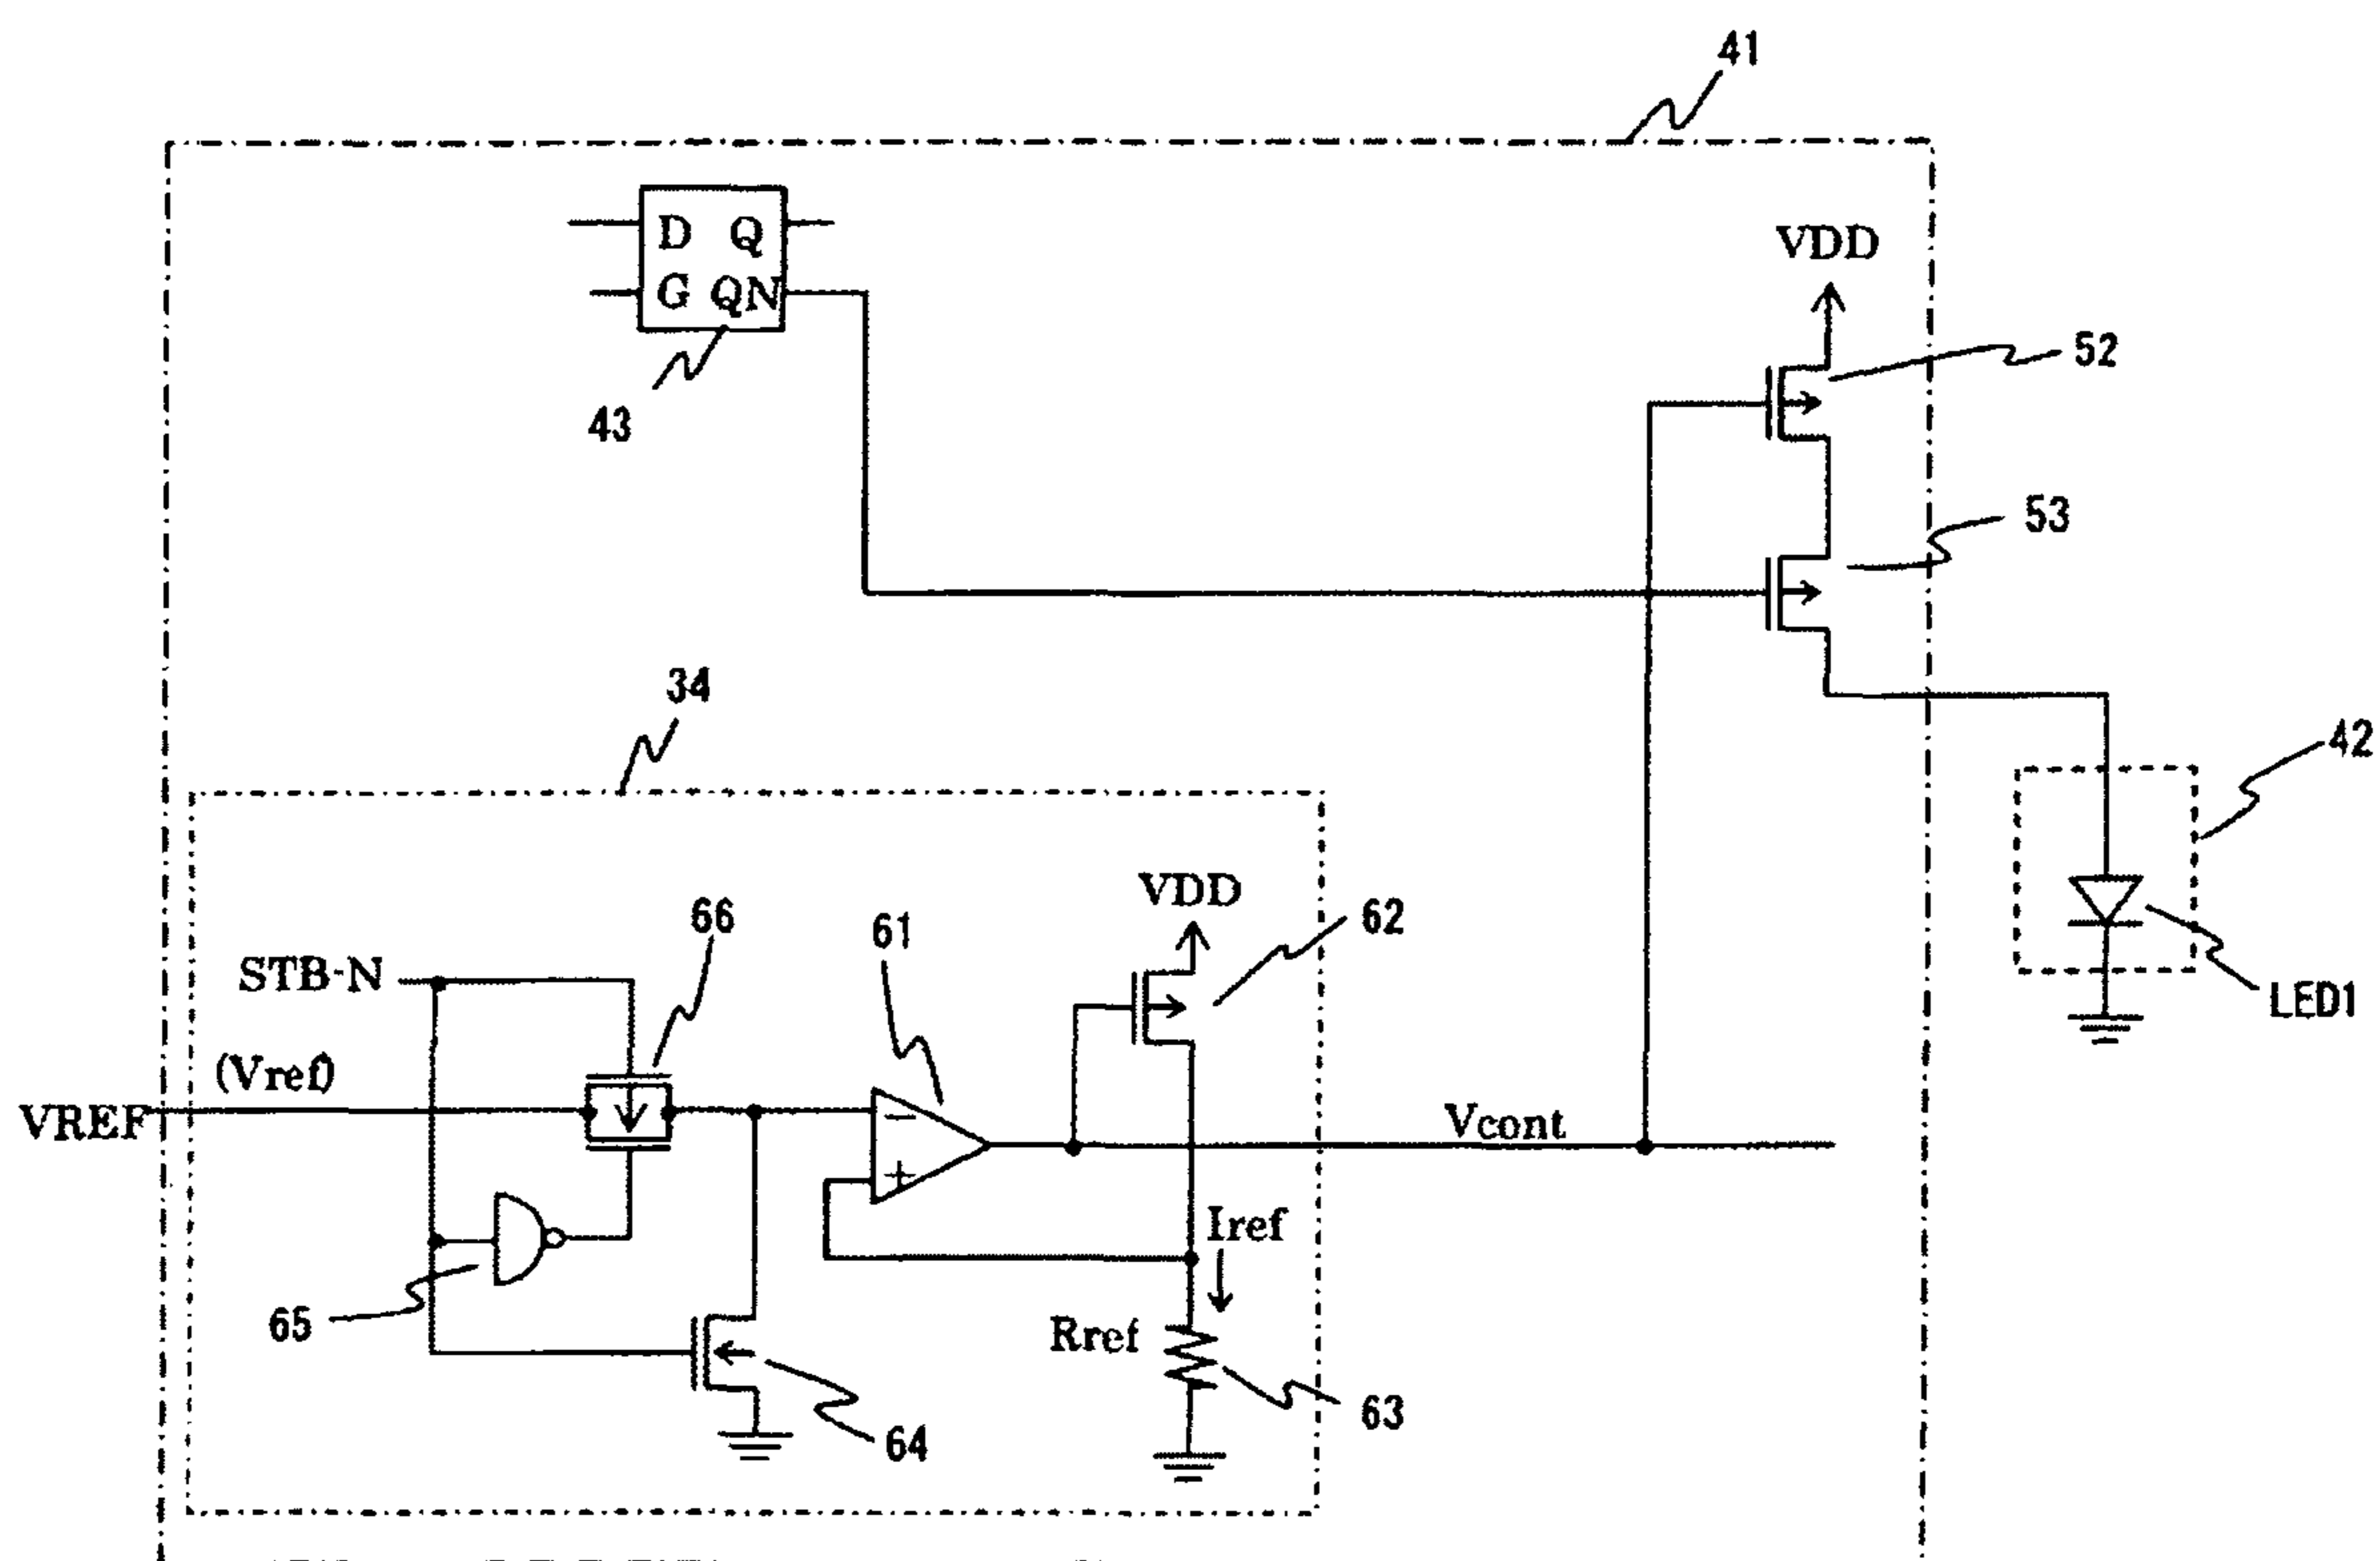 41
D Q
G QN
43
VDD
52
53
34
42
VDD
66
61
62
STB-N
LED1
(Vref)
VREF
Vcont
Iref
65
Rref
63
64